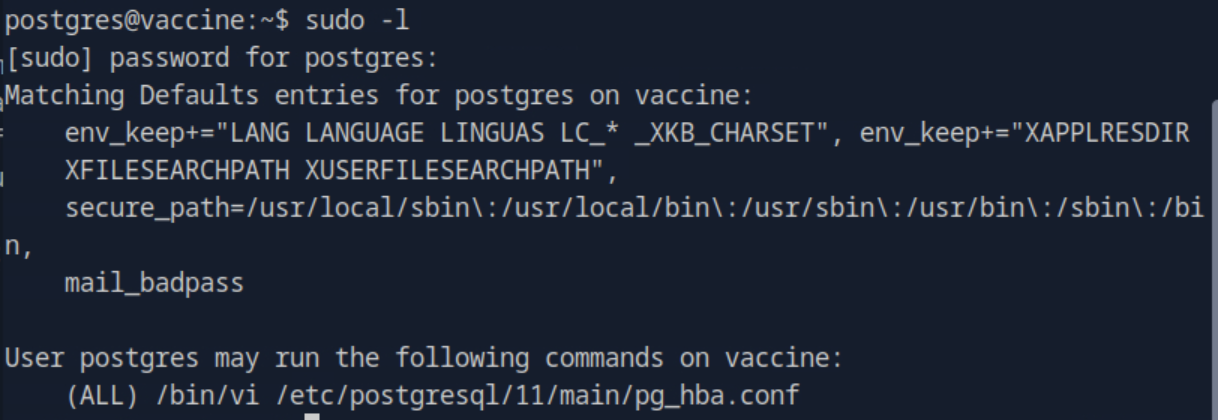 postgres@vaccine:~$ sudo -l
[sudo] password for postgres:
Matching Defaults entries for postgres on vaccine:
    env_keep+="LANG LANGUAGE LINGUAS LC_* _XKB_CHARSET", env_keep+="XAPPLRESDIR
    XFILESEARCHPATH XUSERFILESEARCHPATH",
    secure_path=/usr/local/sbin\:/usr/local/bin\:/usr/sbin\:/usr/bin\:/sbin\:/bi
n,
    mail_badpass

User postgres may run the following commands on vaccine:
    (ALL) /bin/vi /etc/postgresql/11/main/pg_hba.conf